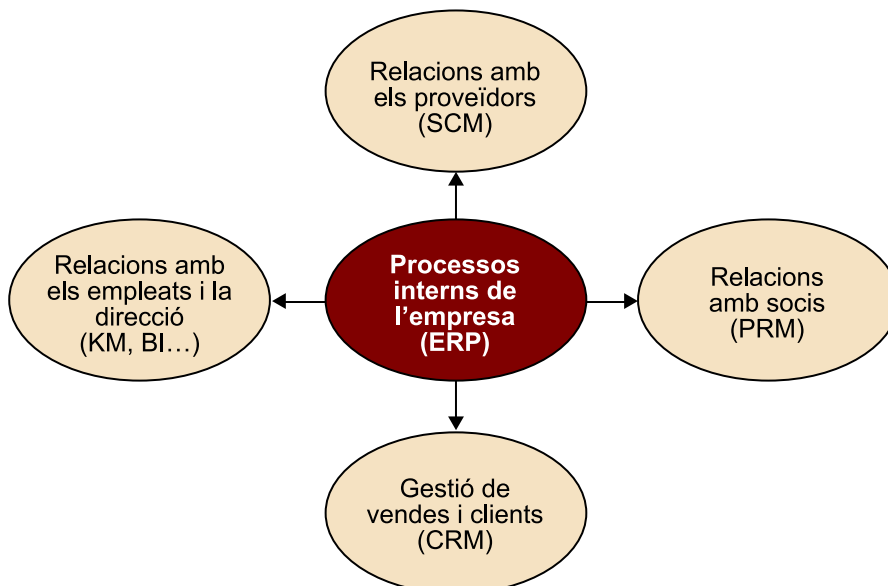 Relacions amb
els proveïdors
(SCM)
Relacions amb
els empleats i la
direcció
(KM, BI…)
Processos
interns de
l’empresa
(ERP)
Relacions
amb socis
(PRM)
Gestió de
vendes i clients
(CRM)